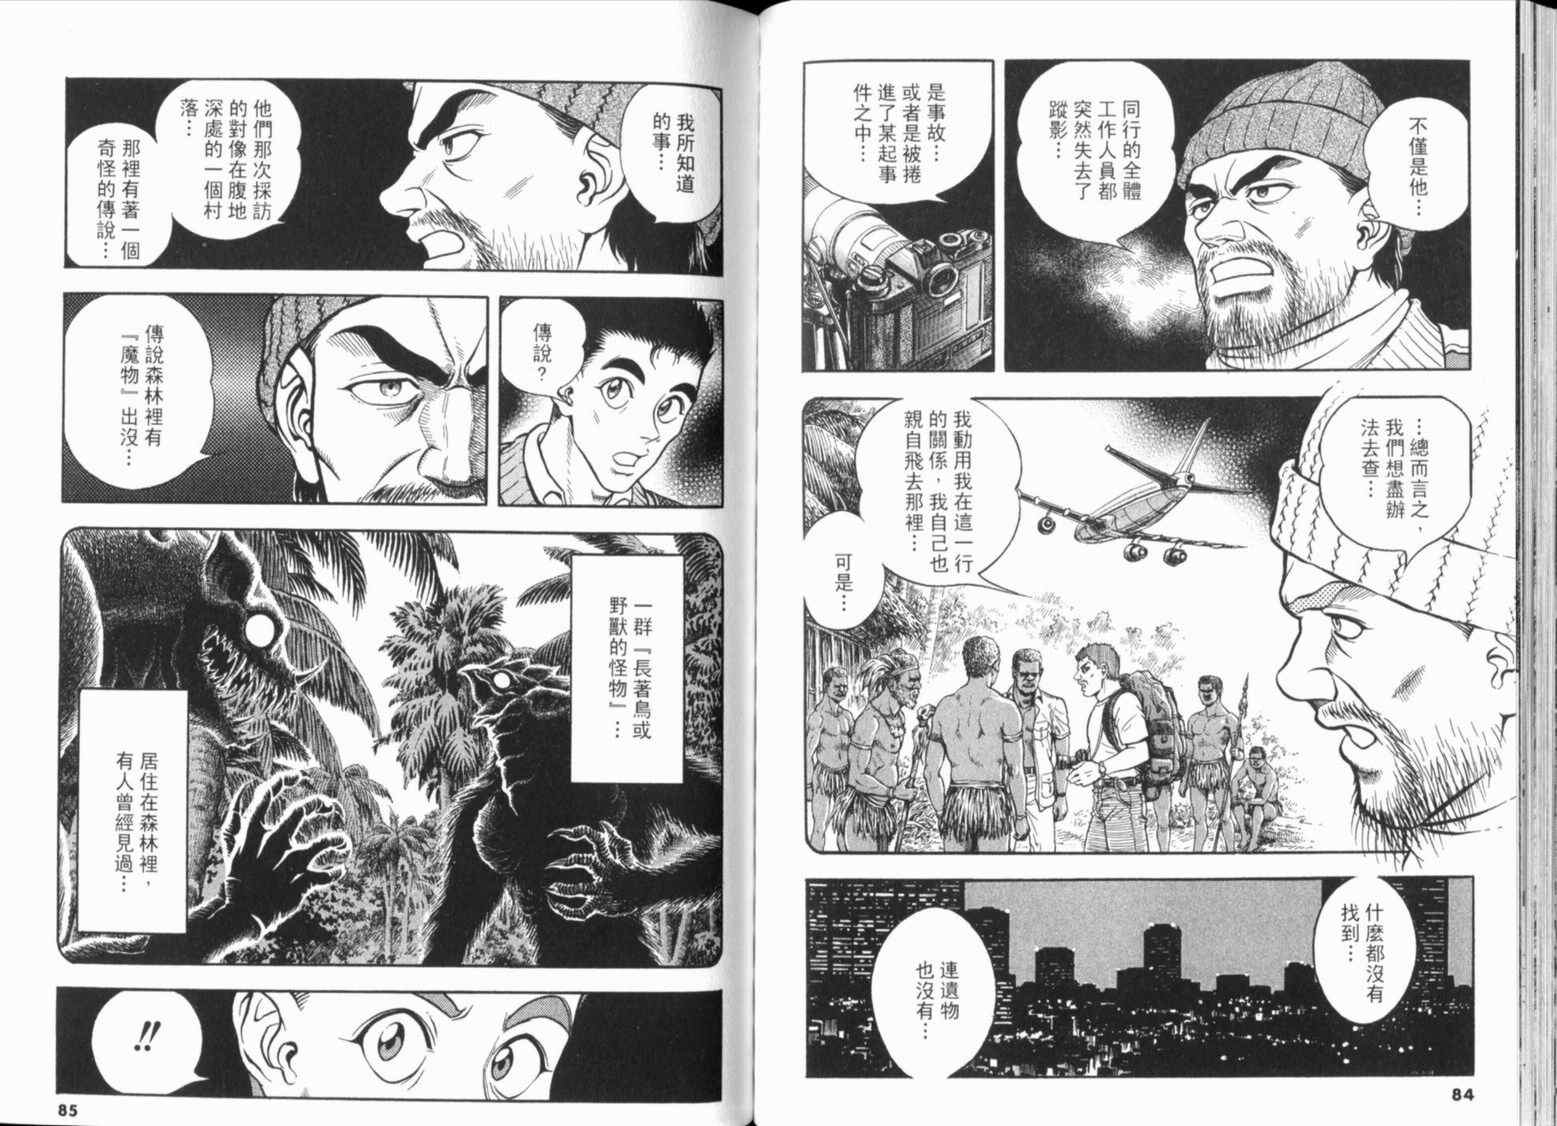 不僅是他…
同行的全體
工作人員都
突然失去了
蹤影…
是事故…
或者是被捲
進了某起事
件之中…
…總而言之，
我們想盡辦
法去查…
我動用我在這一行
的關係，我自己也
親自飛去那裡…
可是…
什麼都沒有
找到…
連遺物
也沒有…
84
我所知道
的事…
他們那次採訪
的對像在腹地
深處的一個村
落…
那裡有著一個
奇怪的傳說…
傳說？
傳說森林裡有
『魔物』出沒…
一群『長著鳥或
野獸的怪物』…
居住在森林裡，
有人曾經見過…
!!
85